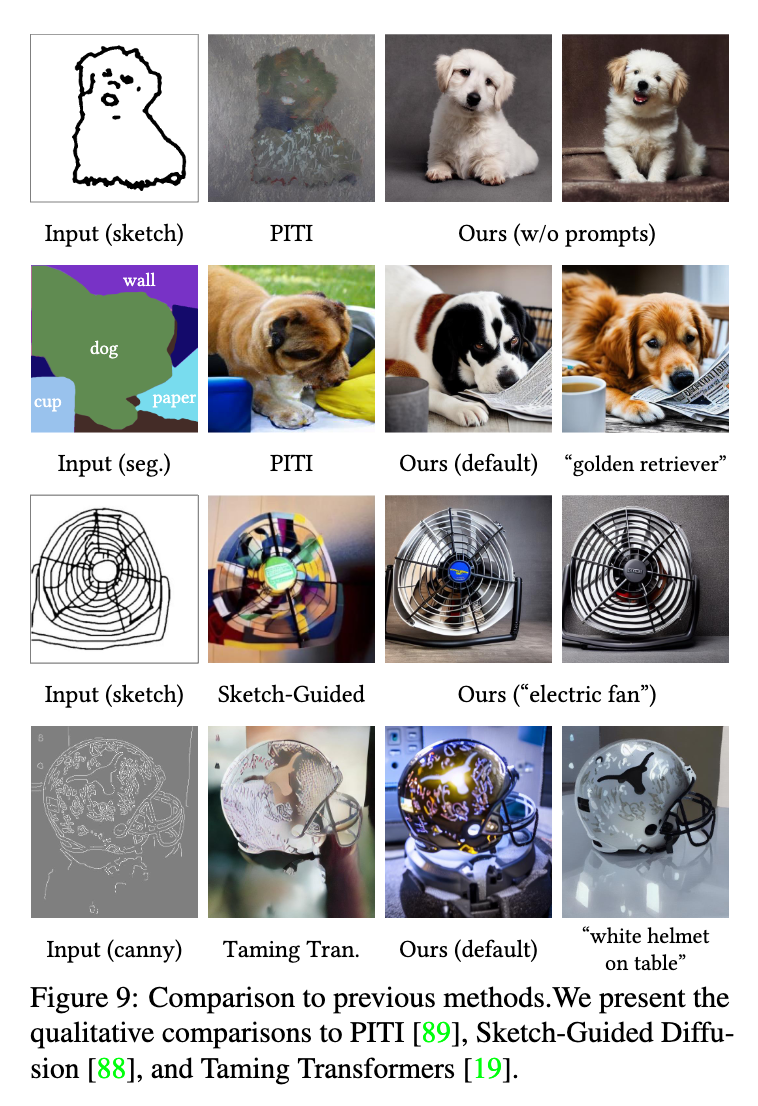 Input (sketch)
PITI
Ours (w/o prompts)
wall
dog
cup
paper
Input (seg.)
PITI
Ours (default)
“golden retriever”
Input (sketch)
Sketch-Guided
Ours (“electric fan”)
Input (canny)
Taming Tran.
Ours (default)
“white helmet
on table”
Figure 9: Comparison to previous methods.We present the
qualitative comparisons to PITI [89], Sketch-Guided Diffu-
sion [88], and Taming Transformers [19].